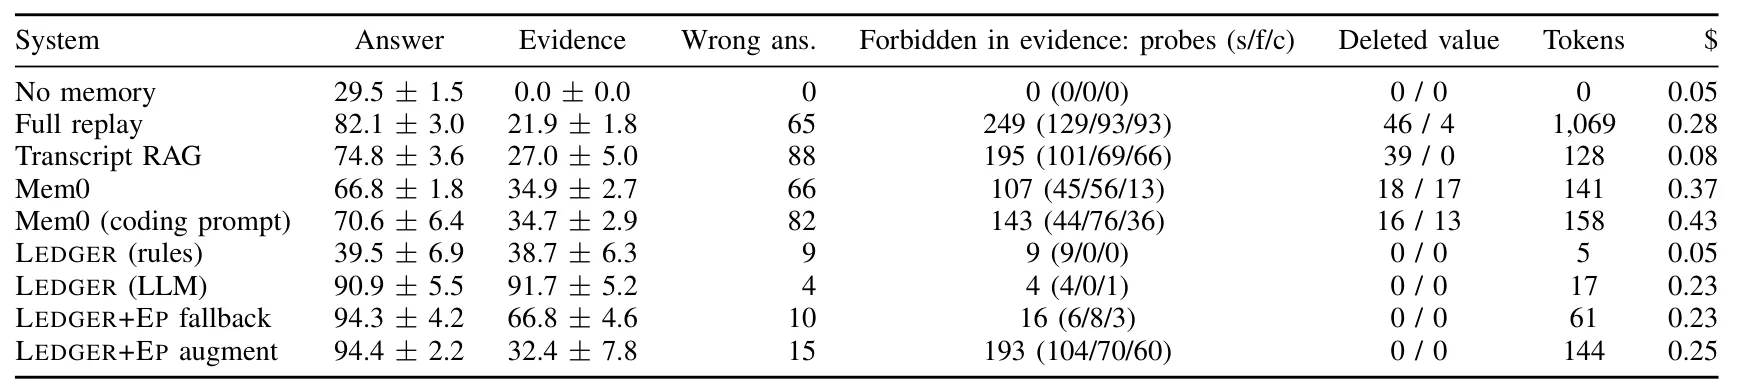 System Answer Evidence Wrong ans. Forbidden in evidence: probes (s/f/c) Deleted value Tokens $
No memory 29.5 ± 1.5 0.0 ± 0.0 0 0 (0/0/0) 0 / 0 0 0.05
Full replay 82.1 ± 3.0 21.9 ± 1.8 65 249 (129/93/93) 46 / 4 1,069 0.28
Transcript RAG 74.8 ± 3.6 27.0 ± 5.0 88 195 (101/69/66) 39 / 0 128 0.08
Mem0 66.8 ± 1.8 34.9 ± 2.7 66 107 (45/56/13) 18 / 17 141 0.37
Mem0 (coding prompt) 70.6 ± 6.4 34.7 ± 2.9 82 143 (44/76/36) 16 / 13 158 0.43
LEDGER (rules) 39.5 ± 6.9 38.7 ± 6.3 9 9 (9/0/0) 0 / 0 5 0.05
LEDGER (LLM) 90.9 ± 5.5 91.7 ± 5.2 4 4 (4/0/1) 0 / 0 17 0.23
LEDGER+EP fallback 94.3 ± 4.2 66.8 ± 4.6 10 16 (6/8/3) 0 / 0 61 0.23
LEDGER+EP augment 94.4 ± 2.2 32.4 ± 7.8 15 193 (104/70/60) 0 / 0 144 0.25